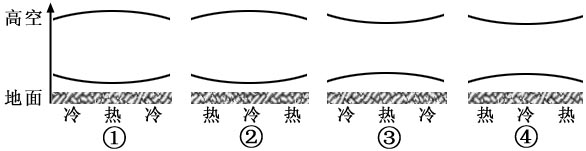 高空
地面
冷 热 冷
热 冷 热
冷 热 冷
热 冷 热
① ② ③ ④